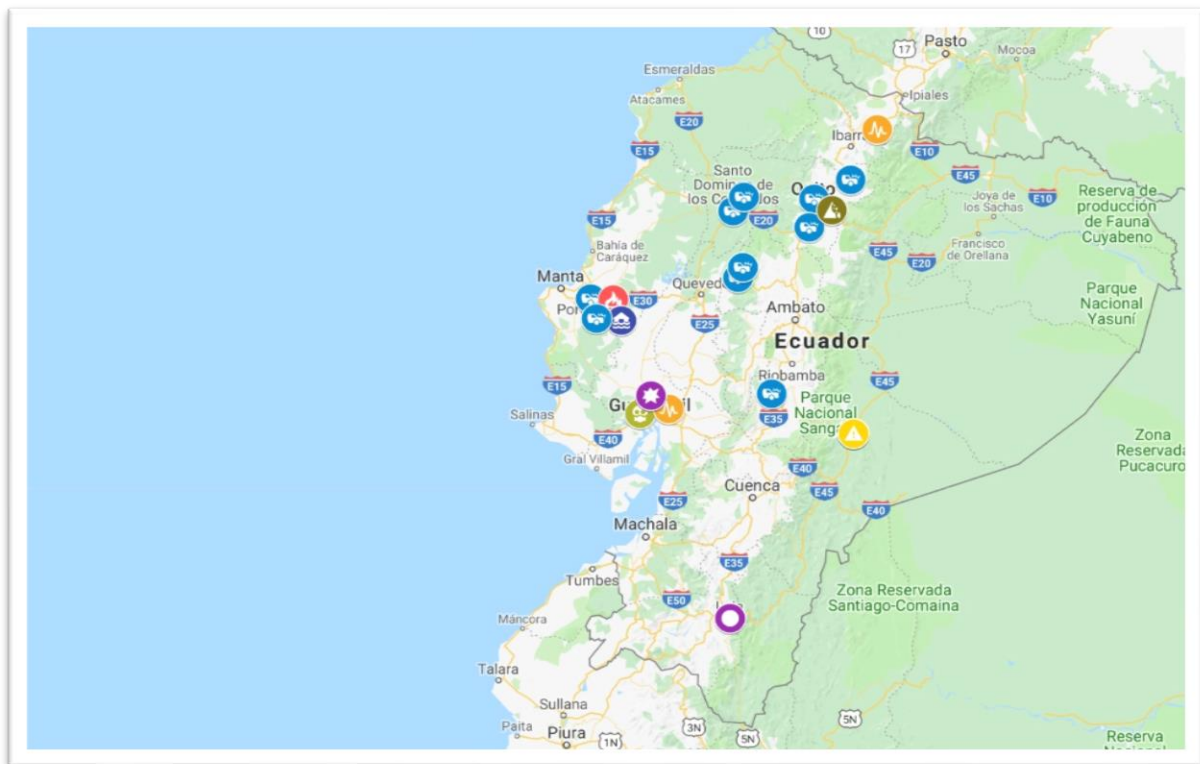 10
Pasto
17
Mocoa
Esmeraldas
Ipiales
Atacames
E20
E15
E10
Santo
E45
Joya de
los Sachas
E10
Reserva de
producción
de Fauna
Cuyabeno
E15
E20
Bahía de
Caráquez
E45
E20
Francisco
de Orellana
Manta
E30
Ambato
Parque
Nacional
Yasuní
E25
Ecuador
Riobamba
E15
E45
Parque
Nacional
Salinas
E35
E40
Zona
Reservada
Pucacuro
Gral Villamil
E40
Cuenca
E45
E25
E40
Machala
E35
Tumbes
E50
Zona Reservada
Santiago-Comaina
Máncora
Talara
Sullana
Paita
Piura
1N
3N
5N
5N
Reserva